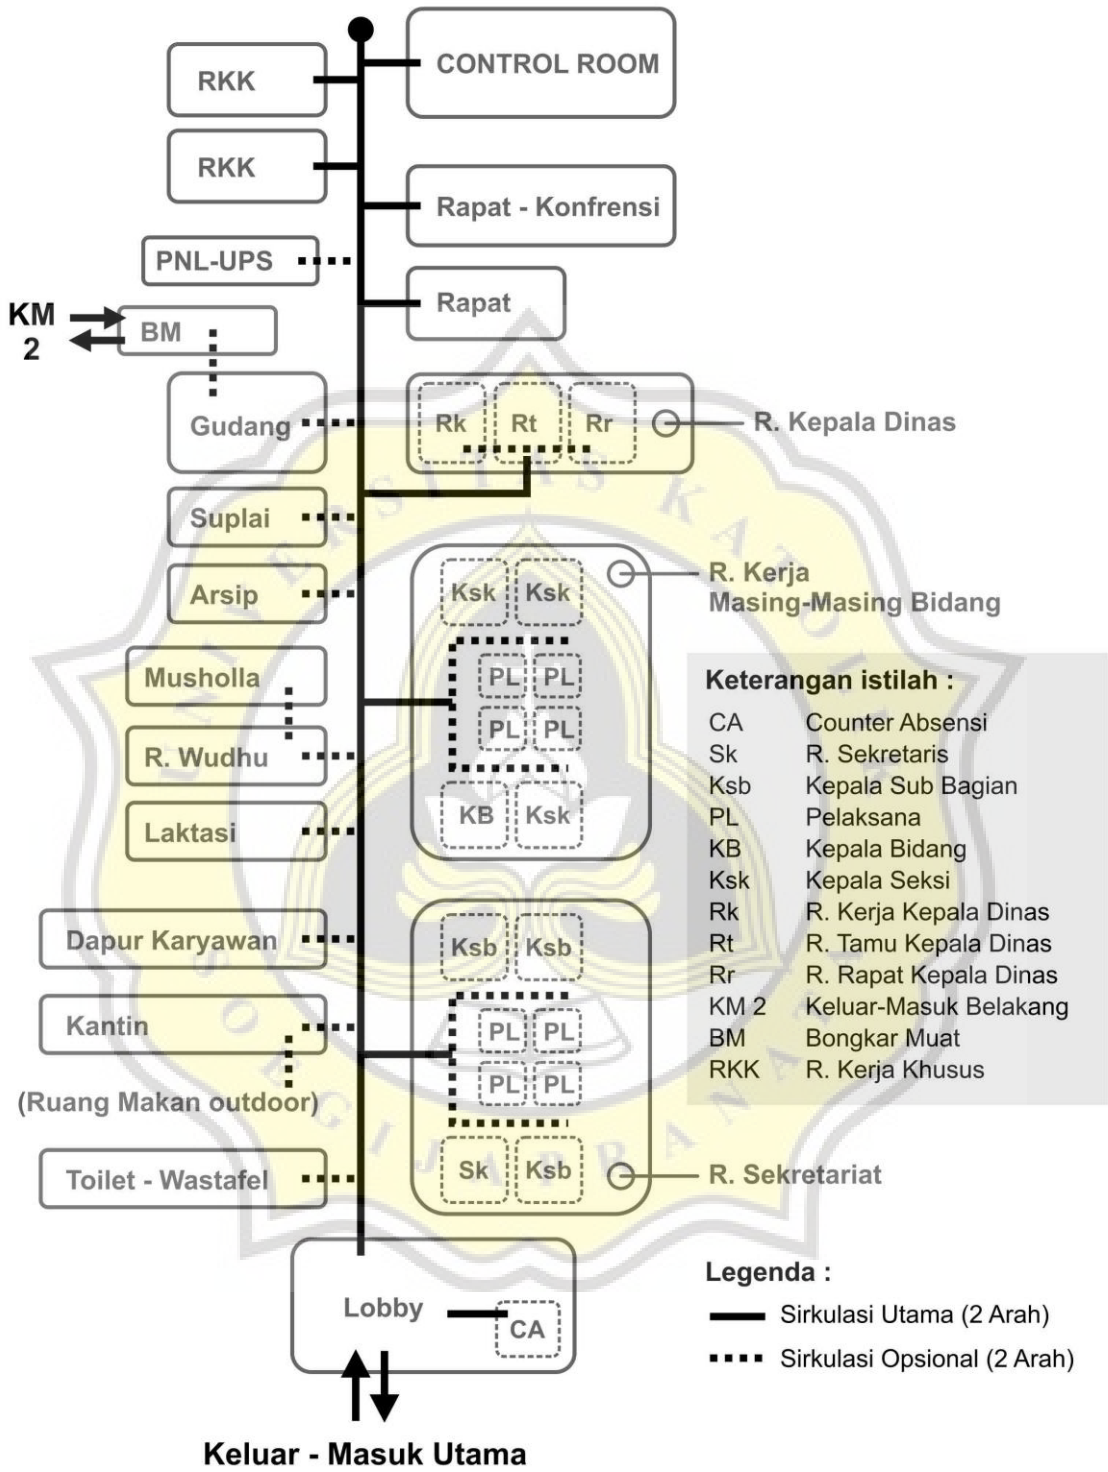 RKK
CONTROL ROOM
RKK
Rapat - Konfrensi
PNL-UPS
Rapat
KM
2
BM
Gudang
Rk Rt Rr
R. Kepala Dinas
Suplai
Arsip
Ksk Ksk
R. Kerja
Masing-Masing Bidang
Musholla
PL PL
R. Wudhu
PL PL
Laktasi
KB Ksk
Keterangan istilah :
CA Counter Absensi
Sk R. Sekretaris
Ksb Kepala Sub Bagian
PL Pelaksana
KB Kepala Bidang
Ksk Kepala Seksi
Rk R. Kerja Kepala Dinas
Rt R. Tamu Kepala Dinas
Rr R. Rapat Kepala Dinas
KM 2 Keluar-Masuk Belakang
BM Bongkar Muat
RKK R. Kerja Khusus
Dapur Karyawan
Ksb Ksb
Kantin
PL PL
(Ruang Makan outdoor)
PL PL
Toilet - Wastafel
Sk Ksb
R. Sekretariat
Lobby
CA
Legenda :
Sirkulasi Utama (2 Arah)
Sirkulasi Opsional (2 Arah)
Keluar - Masuk Utama
UNIVERSITAS KATOLIK
SOEGIJAPRANATA